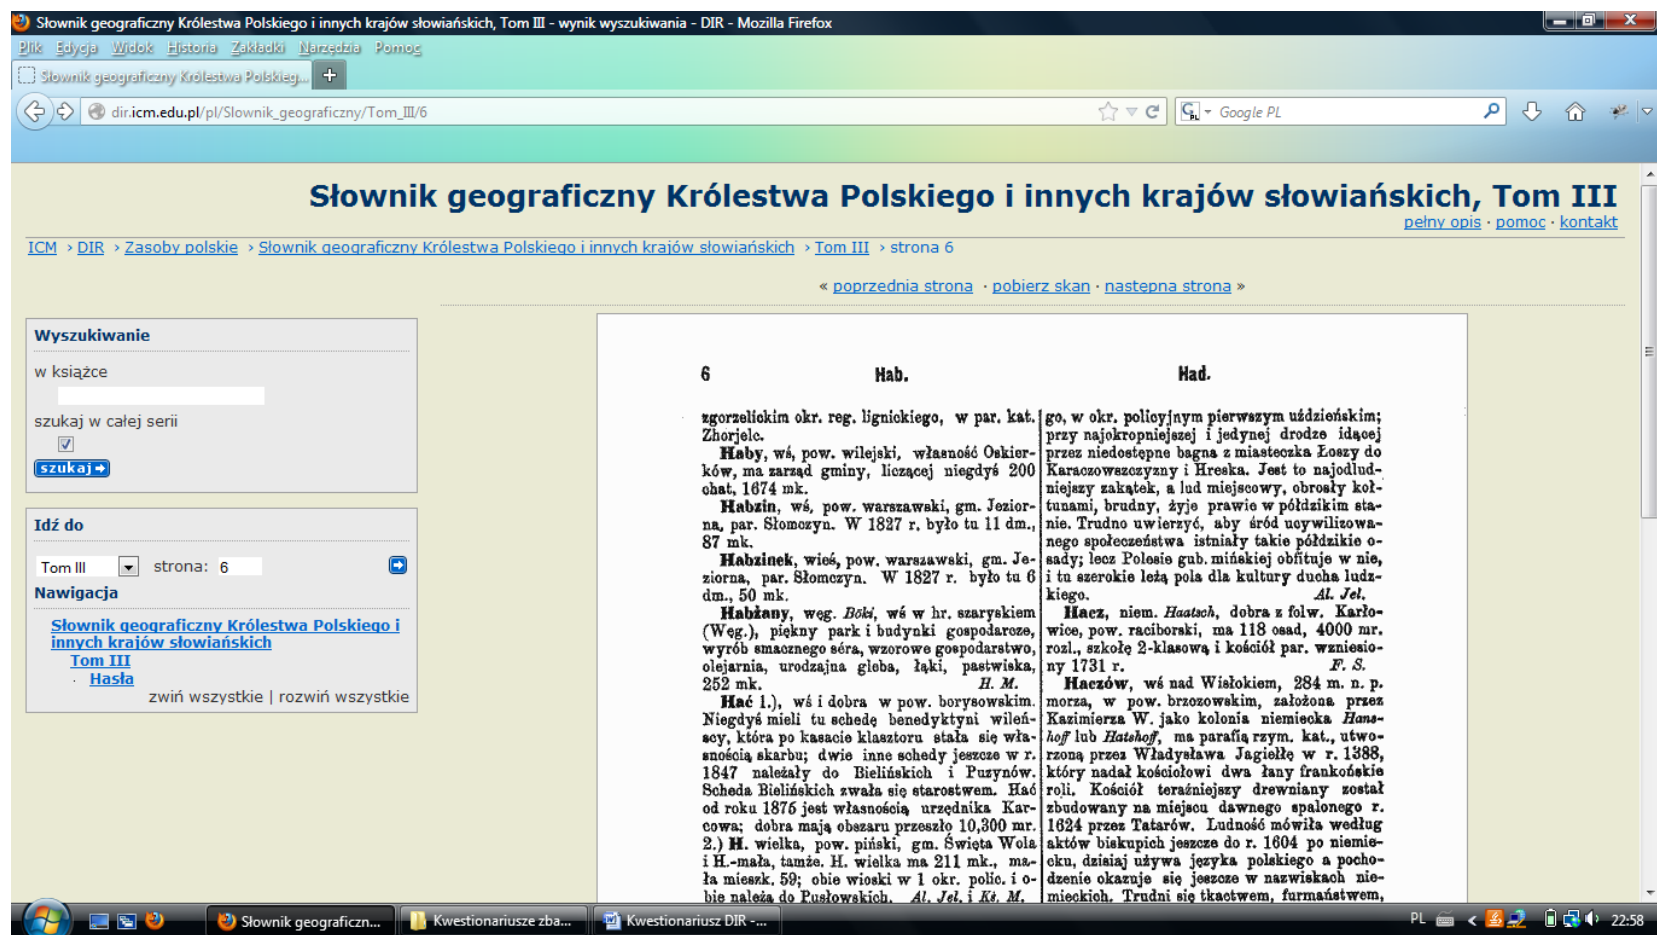 Słownik geograficzny Królestwa Polskiego i innych krajów słowiańskich, Tom III - wynik wyszukiwania - DIR - Mozilla Firefox
Plik Edycja Widok Historia Zakładki Narzędzia Pomoc
Słownik geograficzny Królestwa Polskieg... +
dir.icm.edu.pl/pl/Slownik_geograficzny/Tom_III/6
Google PL
Słownik geograficzny Królestwa Polskiego i innych krajów słowiańskich, Tom III
pełny opis · pomoc · kontakt
ICM › DIR › Zasoby polskie › Słownik geograficzny Królestwa Polskiego i innych krajów słowiańskich › Tom III › strona 6
« poprzednia strona · pobierz skan · następna strona »
Wyszukiwanie
w książce
szukaj w całej serii
szukaj
Idź do
Tom III strona: 6
Nawigacja
Słownik geograficzny Królestwa Polskiego i
innych krajów słowiańskich
Tom III
· Hasła
zwiń wszystkie | rozwiń wszystkie
6 Hab. Had.
zgorzelickim okr. reg. lignickiego, w par. kat.
Zhorjelc.
Haby, wś, pow. wilejski, własność Oskier-
ków, ma zarząd gminy, liczącej niegdyś 200
chat, 1674 mk.
Habzin, wś, pow. warszawski, gm. Jezior-
na, par. Słomczyn. W 1827 r. było tu 11 dm.,
87 mk.
Habzinek, wieś, pow. warszawski, gm. Je-
ziorna, par. Słomczyn. W 1827 r. było tu 6
dm., 50 mk.
Habżany, węg. Böki, wś w hr. szaryskiem
(Węg.), piękny park i budynki gospodarcze,
wyrób smacznego séra, wzorowe gospodarstwo,
olejarnia, urodzajna gleba, łąki, pastwiska,
252 mk. H. M.
Hać 1.), wś i dobra w pow. borysowskim.
Niegdyś mieli tu schedę benedyktyni wileń-
scy, która po kasacie klasztoru stała się wła-
snością skarbu; dwie inne schedy jeszcze w r.
1847 należały do Bielińskich i Puzynów.
Scheda Bielińskich zwała się starostwem. Hać
od roku 1876 jest własnością urzędnika Kar-
cowa; dobra mają obszaru przeszło 10,300 mr.
2.) H. wielka, pow. piński, gm. Święta Wola
i H.-mała, tamże. H. wielka ma 211 mk., ma-
ła mieszk. 59; obie wioski w 1 okr. polic. i o-
bie należą do Pusłowskich. Al. Jel. i Ks. M.
go, w okr. policyjnym pierwszym uździeńskim;
przy najokropniejszej i jedynej drodze idącej
przez niedostępne bagna z miasteczka Łoszy do
Karaczowszczyzny i Hreska. Jest to najodlud-
niejszy zakątek, a lud miejscowy, obrosły koł-
tunami, brudny, żyje prawie w półdzikim sta-
nie. Trudno uwierzyć, aby śród ucywilizowa-
nego społeczeństwa istniały takie półdzikie o-
sady; lecz Polesie gub. mińskiej obfituje w nie,
i tu szerokie leżą pola dla kultury ducha ludz-
kiego. Al. Jel.
Hacz, niem. Haatsch, dobra z folw. Karło-
wice, pow. raciborski, ma 118 osad, 4000 mr.
rozl., szkołę 2-klasową i kościół par. wzniesio-
ny 1731 r. F. S.
Haczów, wś nad Wisłokiem, 284 m. n. p.
morza, w pow. brzozowskim, założona przez
Kazimierza W. jako kolonia niemiecka Hans-
hoff lub Hatshoff, ma parafią rzym. kat., utwo-
rzoną przez Władysława Jagiełłę w r. 1388,
który nadał kościołowi dwa łany frankońskie
roli. Kościół teraźniejszy drewniany został
zbudowany na miejscu dawnego spalonego r.
1624 przez Tatarów. Ludność mówiła według
aktów biskupich jeszcze do r. 1604 po niemie-
cku, dzisiaj używa języka polskiego a pocho-
dzenie okazuje się jeszcze w nazwiskach nie-
mieckich. Trudni się tkactwem, furmaństwem,
Słownik geograficzn... Kwestionariusze zba... Kwestionariusz DIR -... PL 22:58